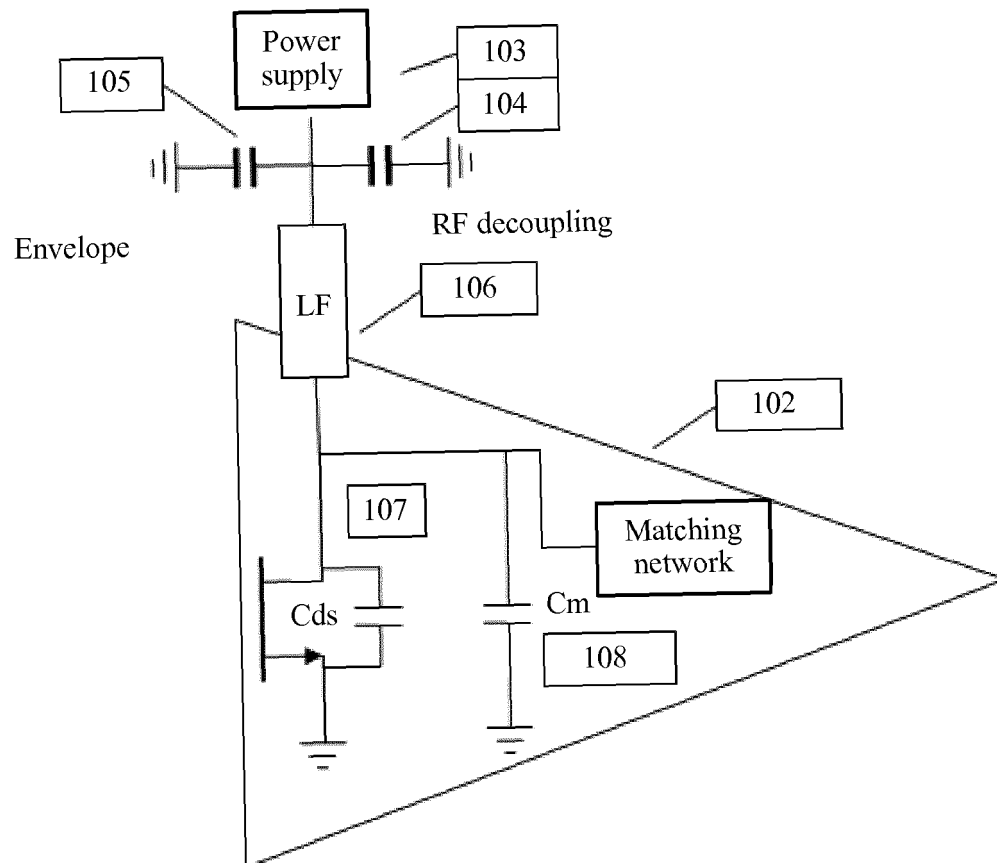 Power
supply
103
105
104
RF decoupling
Envelope
106
LF
102
107
Matching
network
Cds
Cm
108